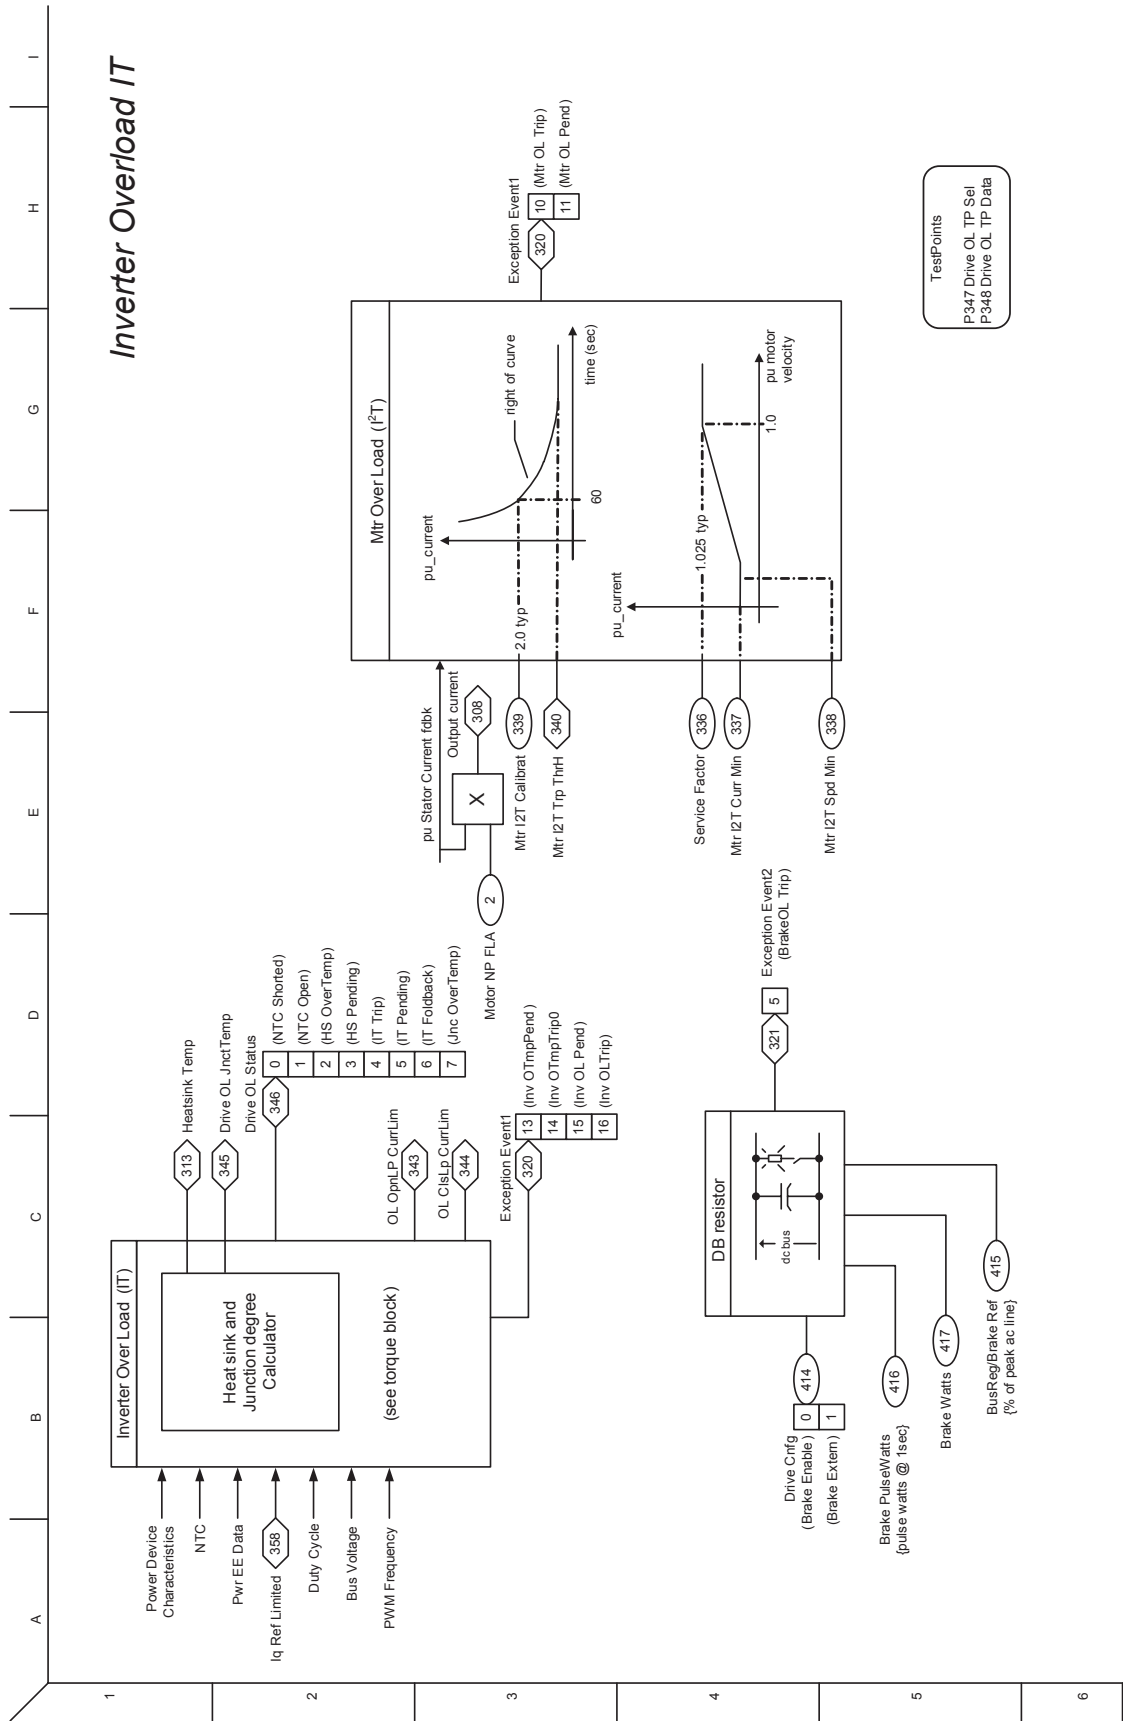 Inverter Overload IT
A
B
C
D
E
F
G
H
I
1
2
3
4
5
6
Power Device
Characteristics
NTC
Pwr EE Data
Iq Ref Limited
358
Duty Cycle
Bus Voltage
PWM Frequency
Inverter Over Load (IT)
Heat sink and
Junction degree
Calculator
(see torque block)
313
Heatsink Temp
345
Drive OL JnctTemp
Drive OL Status
346
0
(NTC Shorted)
1
(NTC Open)
2
(HS OverTemp)
3
(HS Pending)
4
(IT Trip)
5
(IT Pending)
6
(IT Foldback)
7
(Jnc OverTemp)
OL OpnLP CurrLim
343
OL ClsLp CurrLim
344
Exception Event1
320
13
(Inv OTmpPend)
14
(Inv OTmpTrip0
15
(Inv OL Pend)
16
(Inv OLTrip)
pu Stator Current fdbk
Output current
X
308
2
Motor NP FLA
Mtr I2T Calibrat
339
Mtr I2T Trp ThrH
340
Service Factor
336
Mtr I2T Curr Min
337
Mtr I2T Spd Min
338
Mtr Over Load (I²T)
pu_current
2.0 typ
right of curve
60
time (sec)
pu_current
1.025 typ
1.0
pu motor
velocity
Exception Event1
320
10
(Mtr OL Trip)
11
(Mtr OL Pend)
Drive Cnfg
(Brake Enable)
0
414
(Brake Extern)
1
Brake PulseWatts
{pulse watts @ 1sec}
416
Brake Watts
417
BusReg/Brake Ref
{% of peak ac line}
415
DB resistor
dc bus
321
5
Exception Event2
(BrakeOL Trip)
TestPoints
P347 Drive OL TP Sel
P348 Drive OL TP Data